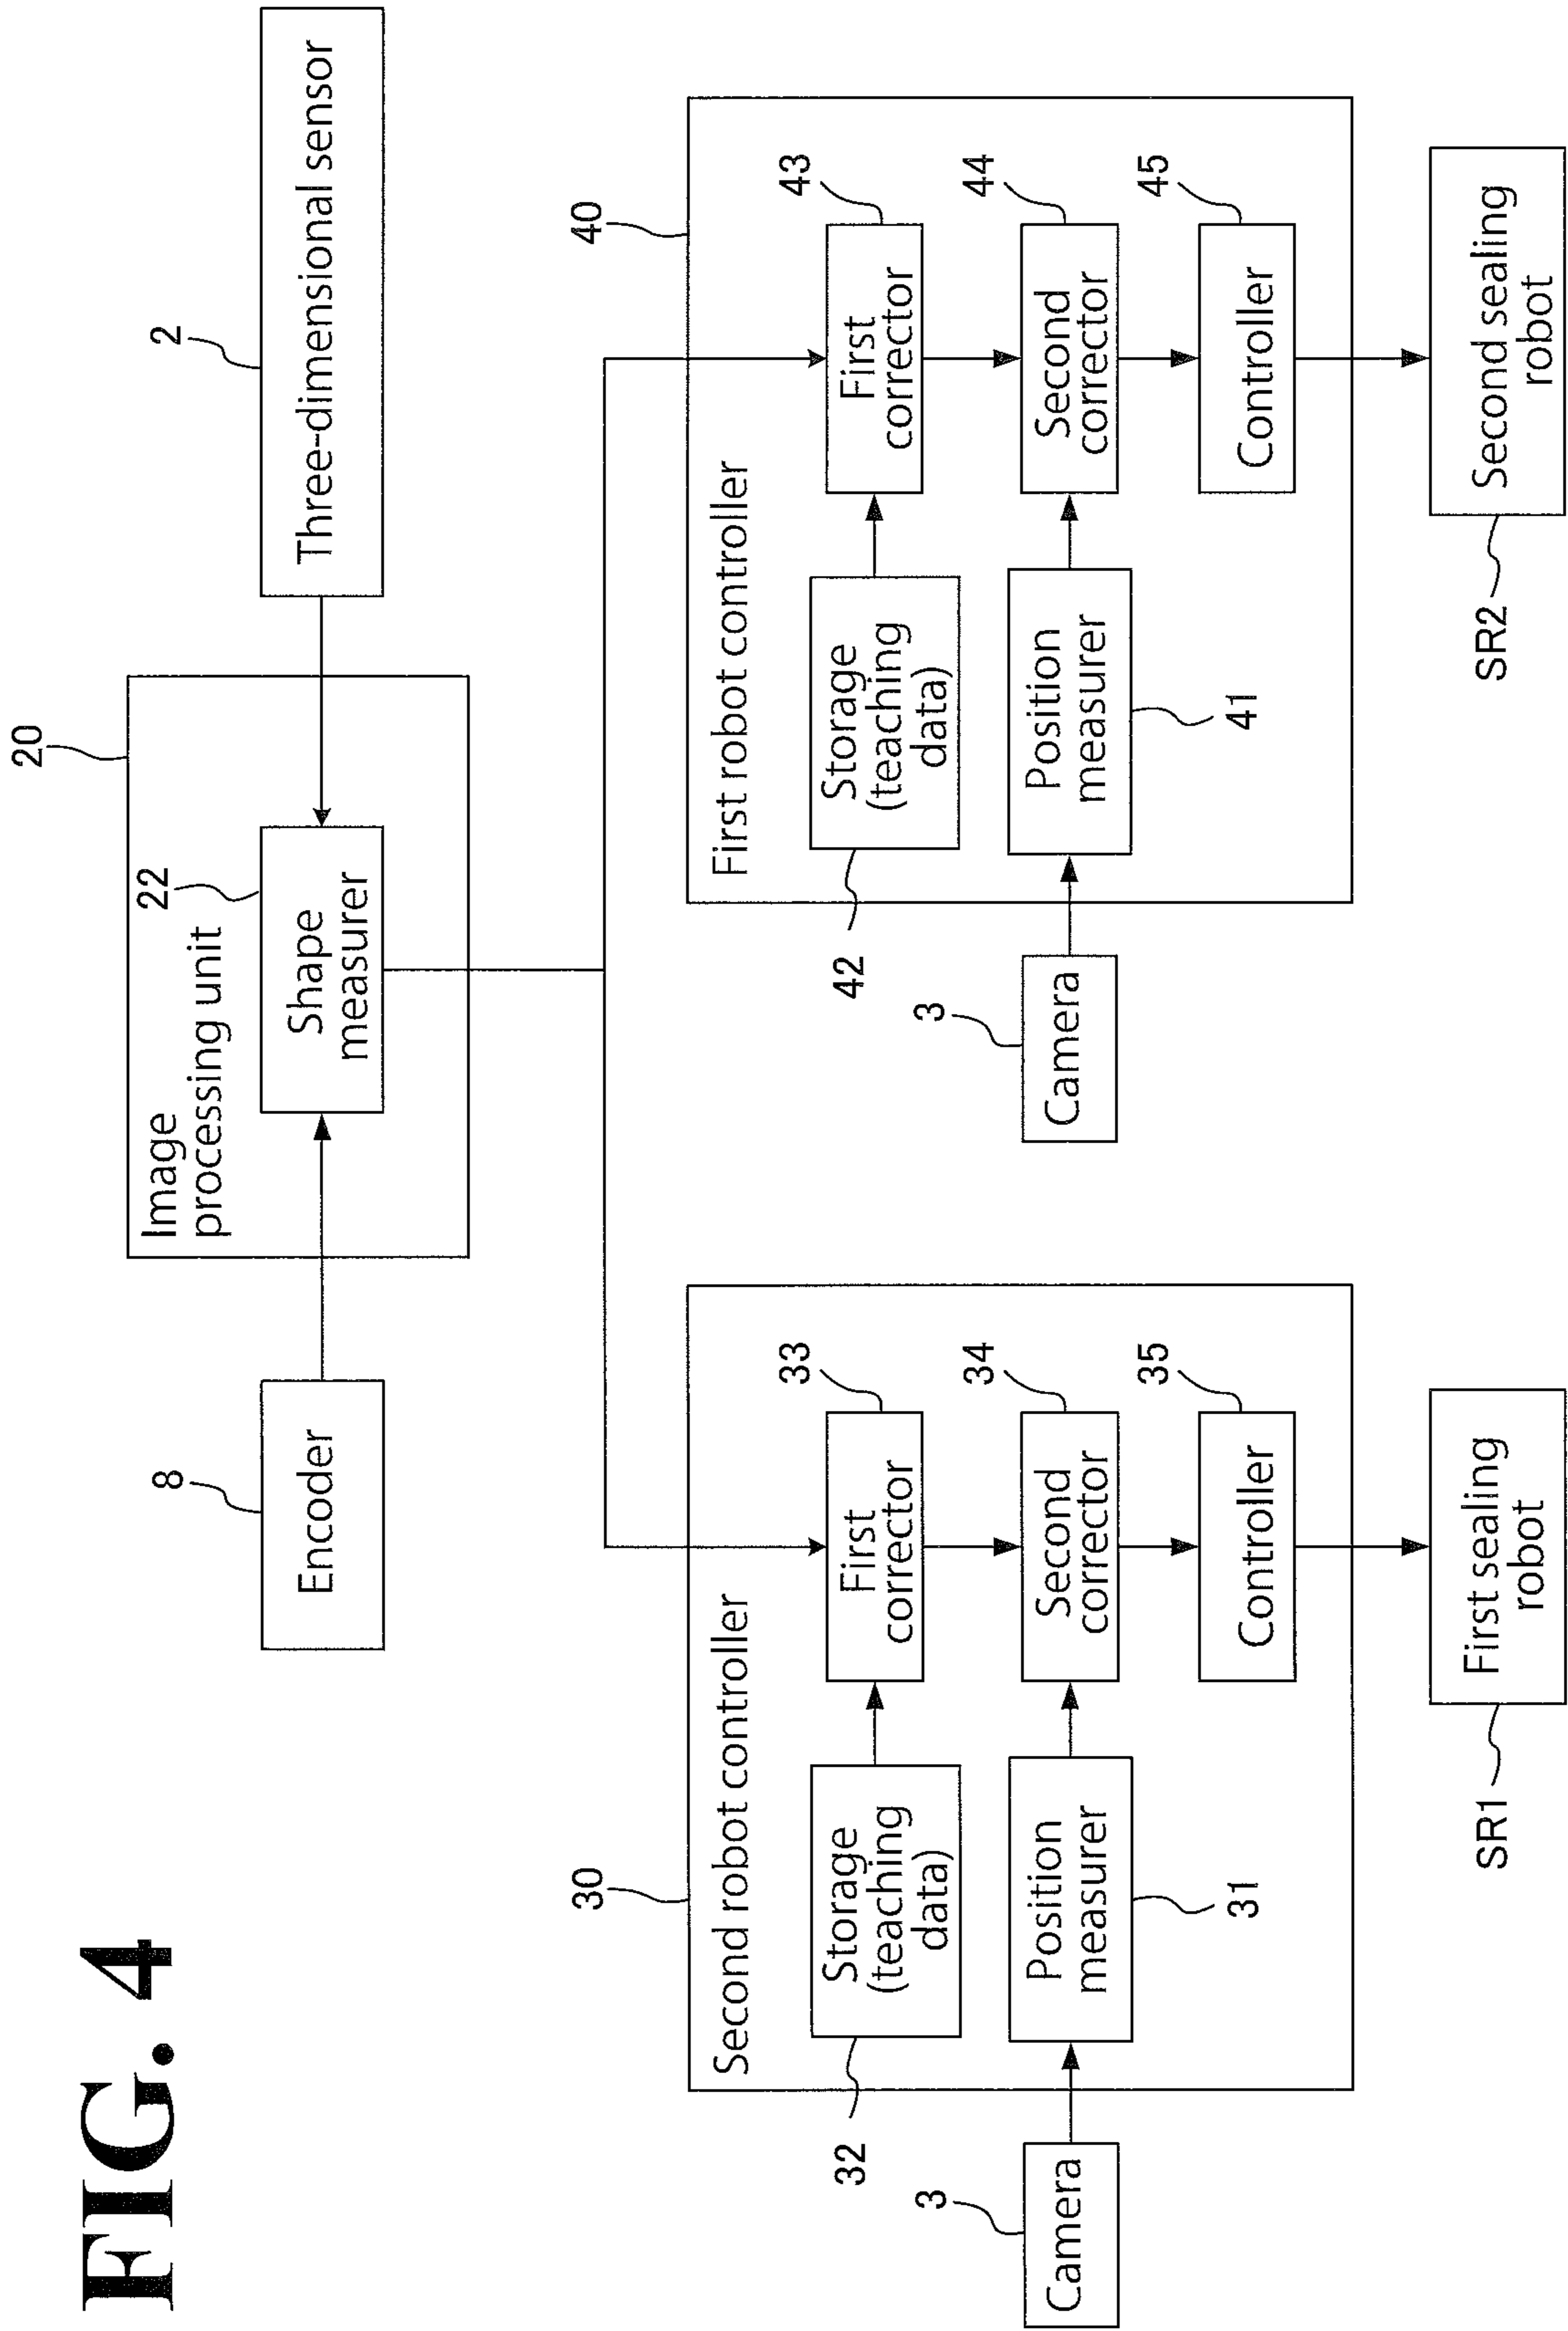 FIG. 4
20
2
8
Image
processing unit
22
Encoder
Shape
measurer
Three-dimensional sensor
30
Second robot controller
32
Storage
(teaching
data)
33
First
corrector
3
Camera
Position
measurer
31
34
Second
corrector
35
Controller
SR1
First sealing
robot
40
First robot controller
42
Storage
(teaching
data)
43
First
corrector
3
Camera
Position
measurer
41
44
Second
corrector
45
Controller
SR2
Second sealing
robot